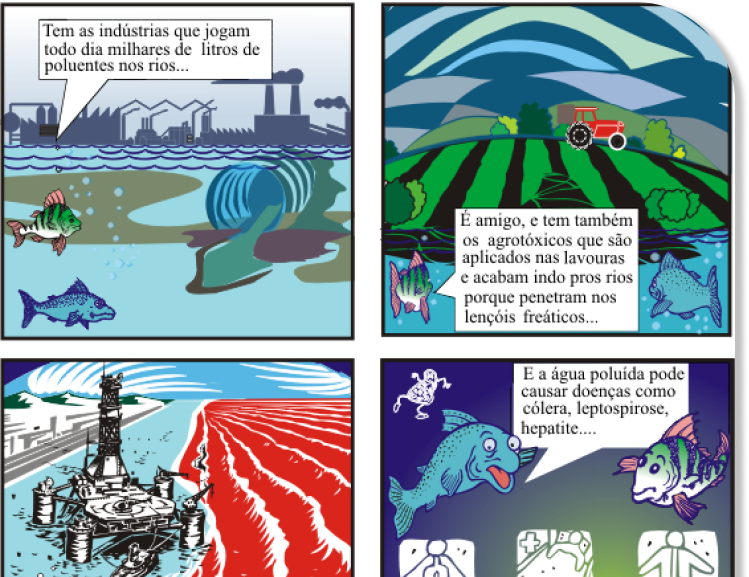 Tem as indústrias que jogam
todo dia milhares de litros de
poluentes nos rios...
É amigo, e tem também
os agrotóxicos que são
aplicados nas lavouras
e acabam indo pros rios
porque penetram nos
lençóis freáticos...
E a água poluída pode
causar doenças como
cólera, leptospirose,
hepatite....